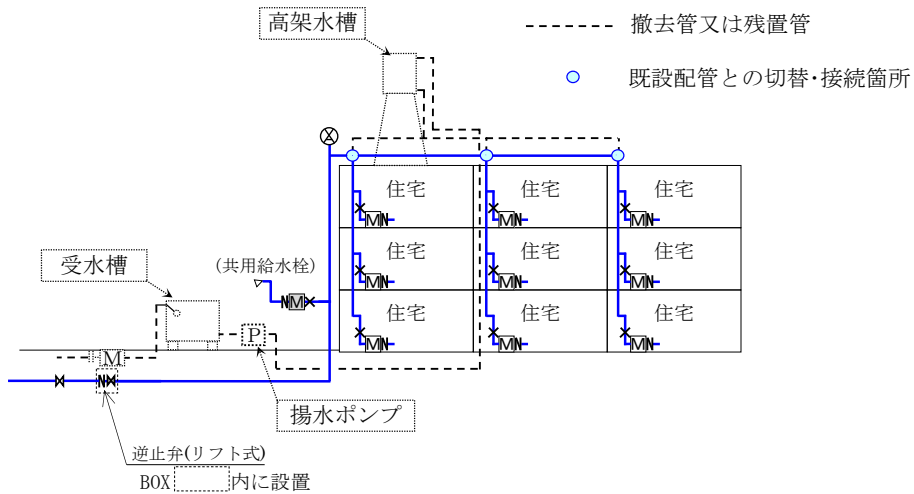 高架水槽
撤去管又は残置管
既設配管との切替･接続箇所
住宅 住宅 住宅
M M M
住宅 住宅 住宅
受水槽
(共用給水栓)
M M M
M
住宅 住宅 住宅
P
M M M
M
揚水ポンプ
逆止弁(リフト式)
BOX 内に設置